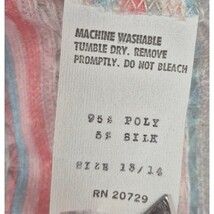 MACHINE WASHABLE
TUMBLE DRY. REMOVE
PROMPTLY. DO NOT BLEACH
95% POLY
5% SILK
SIZE 13/14
RN 20729